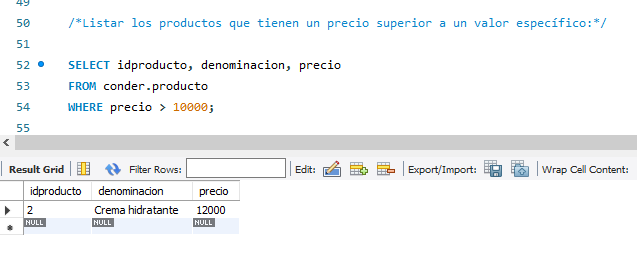 49
50 /*Listar los productos que tienen un precio superior a un valor específico:*/
51
52 SELECT idproducto, denominacion, precio
53 FROM conder.producto
54 WHERE precio > 10000;
55
Result Grid Filter Rows: Edit: Export/Import: Wrap Cell Content:
idproducto denominacion precio
2 Crema hidratante 12000
NULL NULL NULL